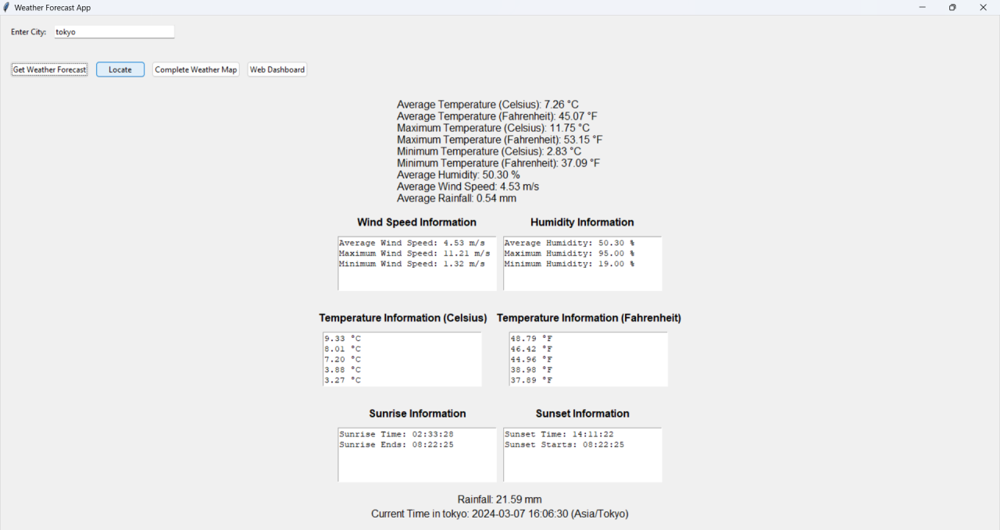 Weather Forecast App
Enter City: tokyo
Get Weather Forecast Locate Complete Weather Map Web Dashboard
Average Temperature (Celsius): 7.26 °C
Average Temperature (Fahrenheit): 45.07 °F
Maximum Temperature (Celsius): 11.75 °C
Maximum Temperature (Fahrenheit): 53.15 °F
Minimum Temperature (Celsius): 2.83 °C
Minimum Temperature (Fahrenheit): 37.09 °F
Average Humidity: 50.30 %
Average Wind Speed: 4.53 m/s
Average Rainfall: 0.54 mm
Wind Speed Information
Average Wind Speed: 4.53 m/s
Maximum Wind Speed: 11.21 m/s
Minimum Wind Speed: 1.32 m/s
Humidity Information
Average Humidity: 50.30 %
Maximum Humidity: 95.00 %
Minimum Humidity: 19.00 %
Temperature Information (Celsius)
9.33 °C
8.01 °C
7.20 °C
3.88 °C
3.27 °C
Temperature Information (Fahrenheit)
48.79 °F
46.42 °F
44.96 °F
38.98 °F
37.89 °F
Sunrise Information
Sunrise Time: 02:33:28
Sunrise Ends: 08:22:25
Sunset Information
Sunset Time: 14:11:22
Sunset Starts: 08:22:25
Rainfall: 21.59 mm
Current Time in tokyo: 2024-03-07 16:06:30 (Asia/Tokyo)